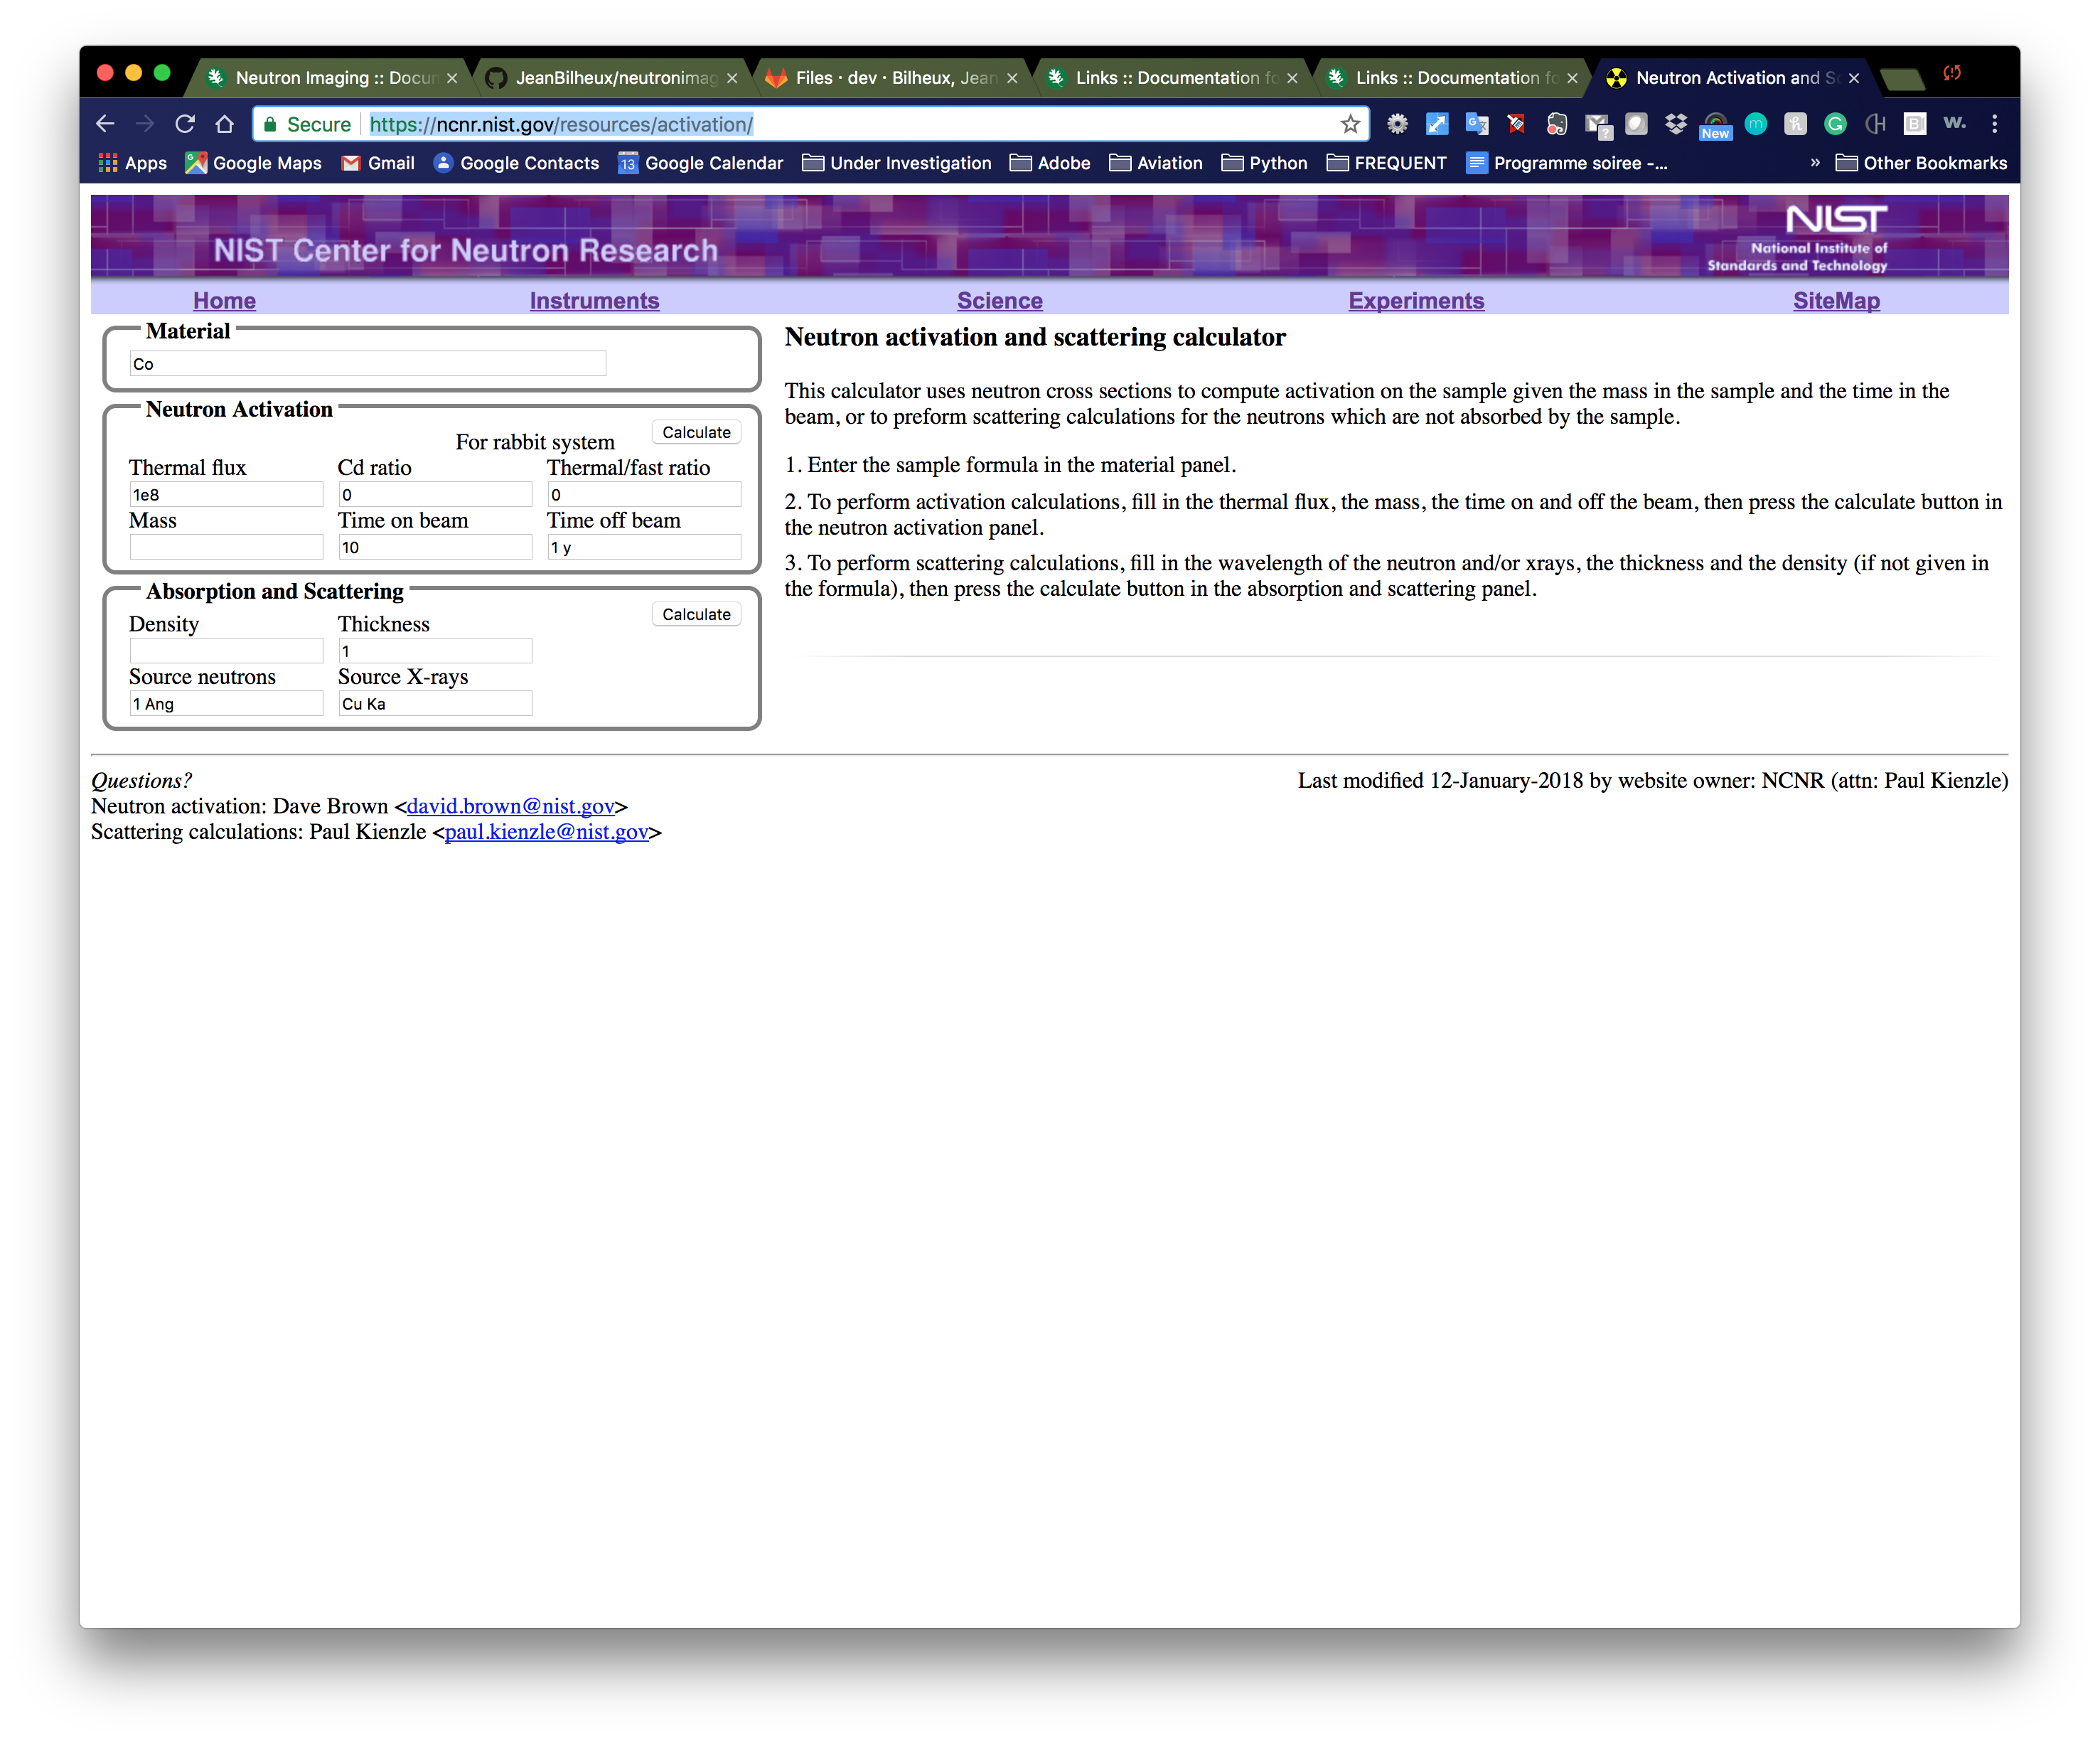 Neutron Imaging :: Docu
JeanBilheux/neutronimag
Files · dev · Bilheux, Jean
Links :: Documentation fo
Links :: Documentation fo
Neutron Activation and S
Secure https://ncnr.nist.gov/resources/activation/
New
Apps Google Maps Gmail Google Contacts 13 Google Calendar Under Investigation Adobe Aviation Python FREQUENT Programme soiree -... » Other Bookmarks
NIST Center for Neutron Research
NIST
National Institute of
Standards and Technology
Home Instruments Science Experiments SiteMap
Material
Co
Neutron Activation
For rabbit system Calculate
Thermal flux Cd ratio Thermal/fast ratio
1e8 0 0
Mass Time on beam Time off beam
10 1 y
Absorption and Scattering
Calculate
Density Thickness
1
Source neutrons Source X-rays
1 Ang Cu Ka
Neutron activation and scattering calculator
This calculator uses neutron cross sections to compute activation on the sample given the mass in the sample and the time in the
beam, or to preform scattering calculations for the neutrons which are not absorbed by the sample.
1. Enter the sample formula in the material panel.
2. To perform activation calculations, fill in the thermal flux, the mass, the time on and off the beam, then press the calculate button in
the neutron activation panel.
3. To perform scattering calculations, fill in the wavelength of the neutron and/or xrays, the thickness and the density (if not given in
the formula), then press the calculate button in the absorption and scattering panel.
Questions?
Neutron activation: Dave Brown <david.brown@nist.gov>
Scattering calculations: Paul Kienzle <paul.kienzle@nist.gov>
Last modified 12-January-2018 by website owner: NCNR (attn: Paul Kienzle)